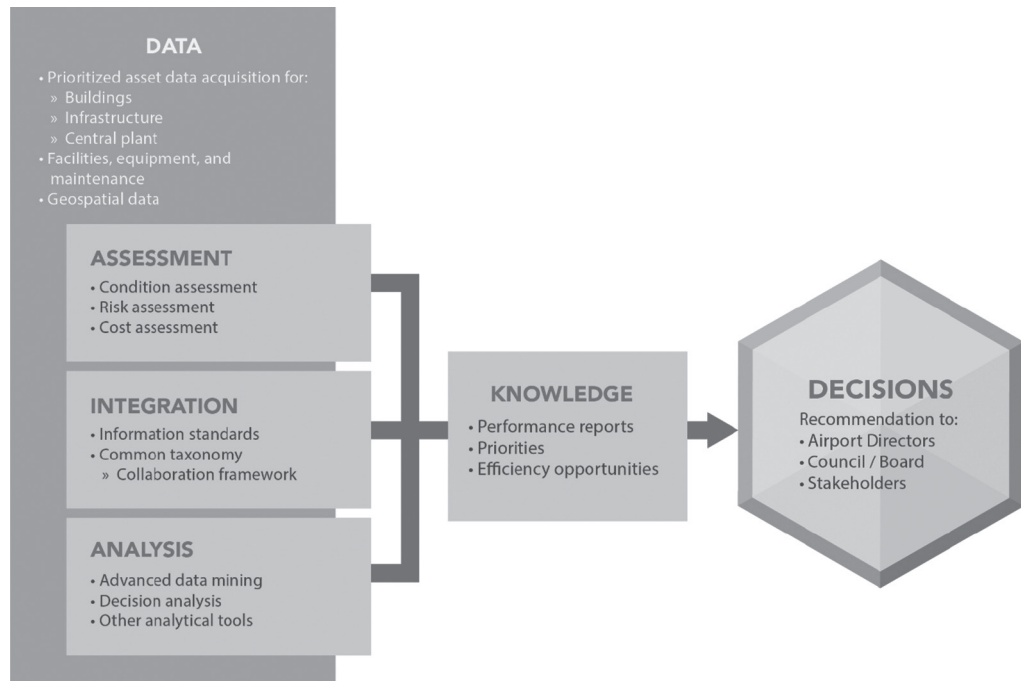 DATA
• Prioritized asset data acquisition for:
» Buildings
» Infrastructure
» Central plant
• Facilities, equipment, and
maintenance
• Geospatial data
ASSESSMENT
• Condition assessment
• Risk assessment
• Cost assessment
INTEGRATION
• Information standards
• Common taxonomy
» Collaboration framework
ANALYSIS
• Advanced data mining
• Decision analysis
• Other analytical tools
KNOWLEDGE
• Performance reports
• Priorities
• Efficiency opportunities
DECISIONS
Recommendation to:
• Airport Directors
• Council / Board
• Stakeholders